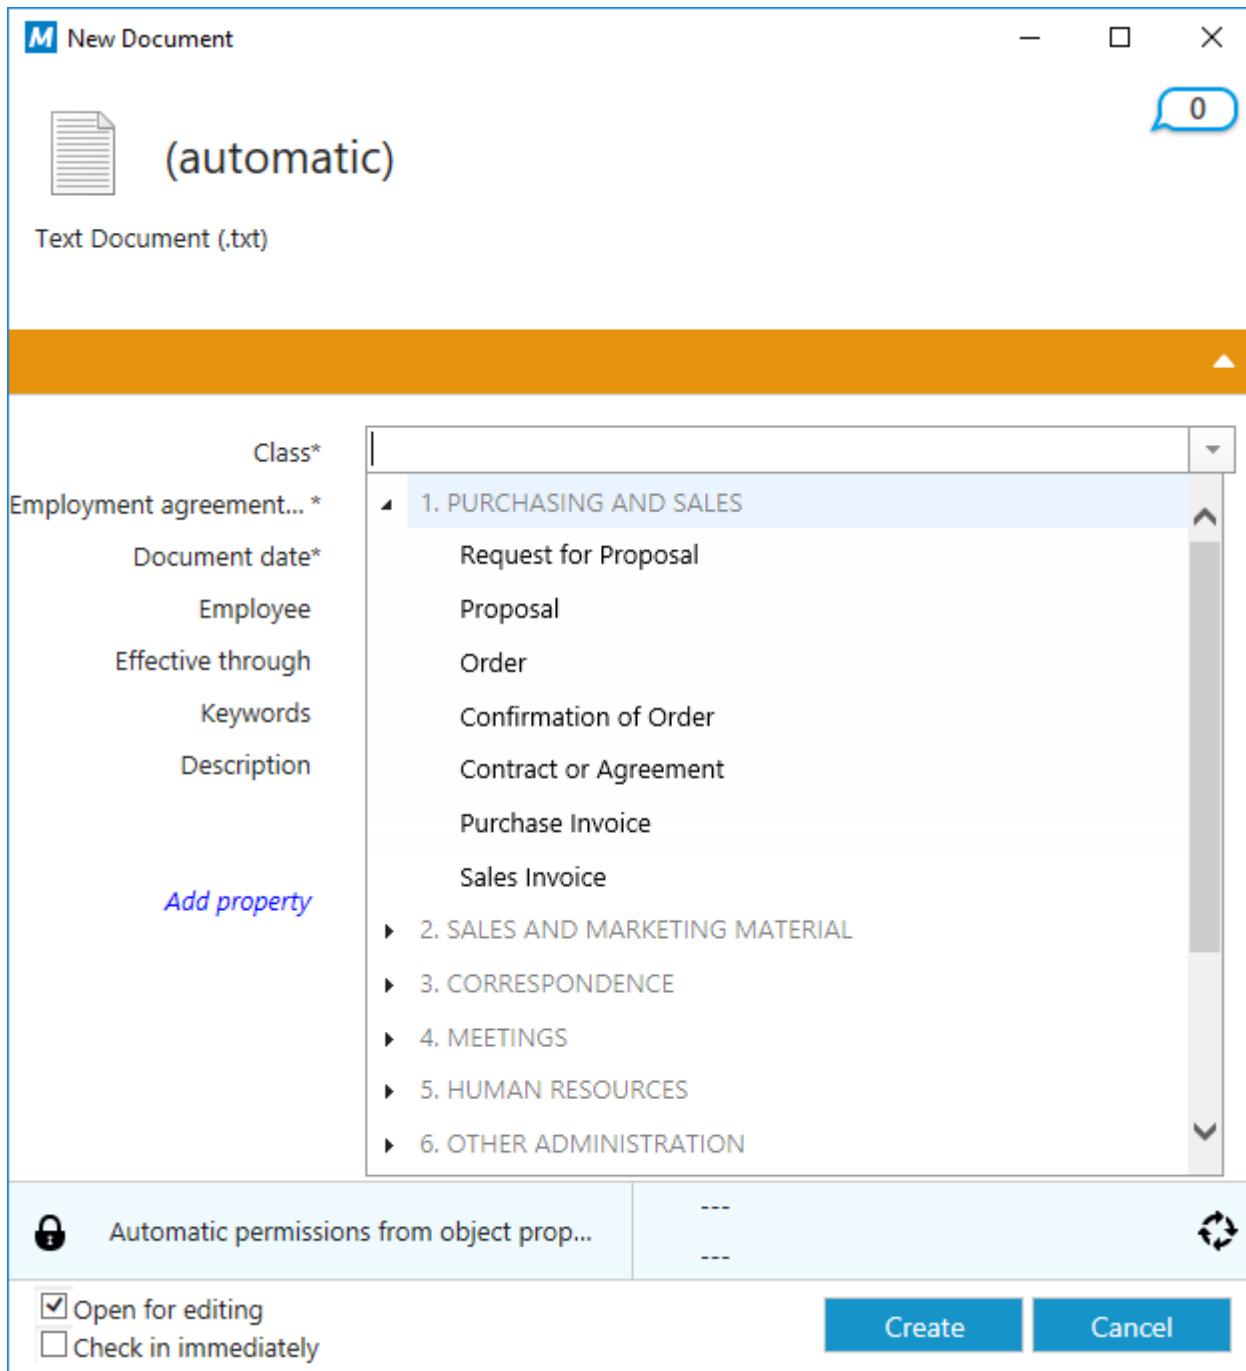 M New Document
0
(automatic)
Text Document (.txt)
Class*
Employment agreement... *
Document date*
Employee
Effective through
Keywords
Description
Add property
1. PURCHASING AND SALES
Request for Proposal
Proposal
Order
Confirmation of Order
Contract or Agreement
Purchase Invoice
Sales Invoice
2. SALES AND MARKETING MATERIAL
3. CORRESPONDENCE
4. MEETINGS
5. HUMAN RESOURCES
6. OTHER ADMINISTRATION
Automatic permissions from object prop...
---
---
Open for editing
Check in immediately
Create
Cancel